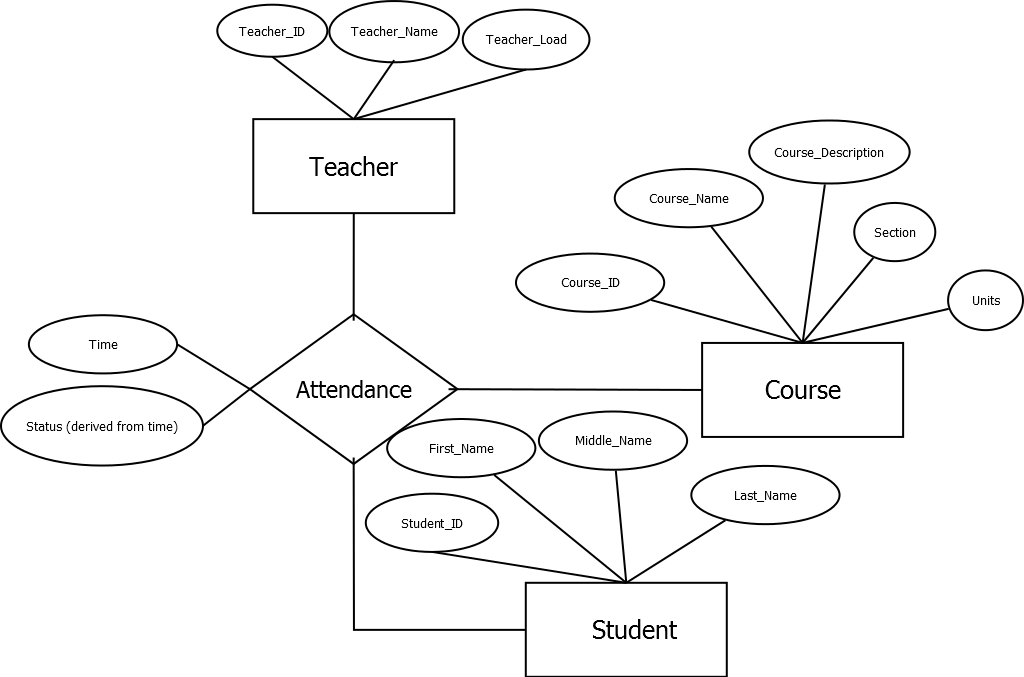 Teacher_ID
Teacher_Name
Teacher_Load
Teacher
Course_Description
Course_Name
Section
Course_ID
Units
Time
Attendance
Course
Status (derived from time)
First_Name
Middle_Name
Last_Name
Student_ID
Student